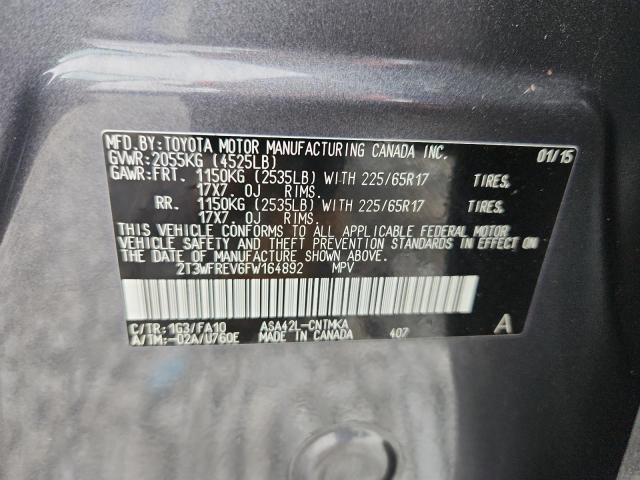 MFD.BY:TOYOTA MOTOR MANUFACTURING CANADA INC. 01/15
GVWR:2055KG (4525LB)
GAWR:FRT. 1150KG (2535LB) WITH 225/65R17 TIRES,
17X7.0J RIMS.
RR. 1150KG (2535LB) WITH 225/65R17 TIRES,
17X7.0J RIMS.
THIS VEHICLE CONFORMS TO ALL APPLICABLE FEDERAL MOTOR
VEHICLE SAFETY AND THEFT PREVENTION STANDARDS IN EFFECT ON
THE DATE OF MANUFACTURE SHOWN ABOVE.
2T3WFREV6FW164892 MPV
C/TR:1G3/FA10 ASA42L-CNTMKA A
A/TM:-02A/U760E MADE IN CANADA 407